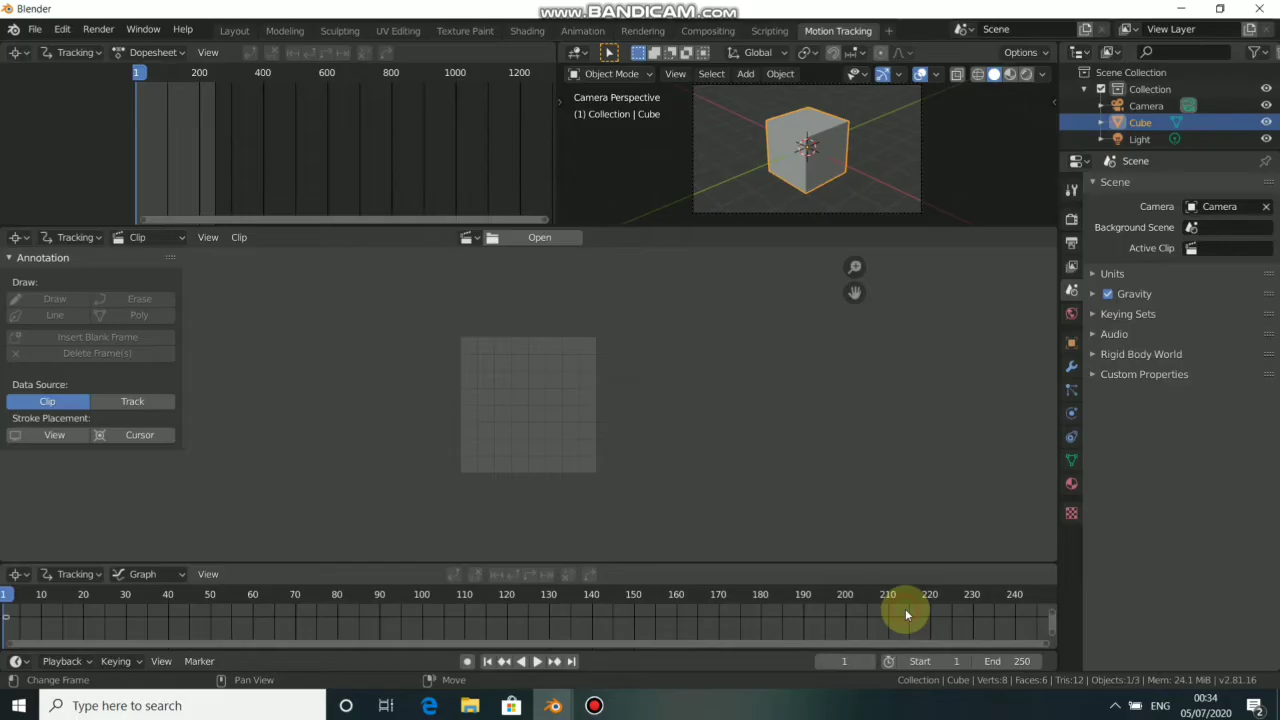 Blender
www.BANDICAM.com
File Edit Render Window Help Layout Modeling Sculpting UV Editing Texture Paint Shading Animation Rendering Compositing Scripting Motion Tracking + Scene View Layer
Tracking Dopesheet View
Global Options
1 200 400 600 800 1000 1200
Object Mode View Select Add Object
Camera Perspective
(1) Collection | Cube
Scene Collection
Collection
Camera
Cube
Light
Scene
Scene
Camera Camera
Background Scene
Active Clip
Units
Gravity
Keying Sets
Audio
Rigid Body World
Custom Properties
Tracking Clip View Clip Open
Annotation
Draw:
Draw Erase
Line Poly
Insert Blank Frame
Delete Frame(s)
Data Source:
Clip Track
Stroke Placement:
View Cursor
Tracking Graph View
1 10 20 30 40 50 60 70 80 90 100 110 120 130 140 150 160 170 180 190 200 210 220 230 240
Playback Keying View Marker 1 Start 1 End 250
Change Frame Pan View Move Collection | Cube | Verts:8 | Faces:6 | Tris:12 | Objects:1/3 | Mem: 24.1 MiB | v2.81.16
Type here to search
ENG
00:34
05/07/2020
2